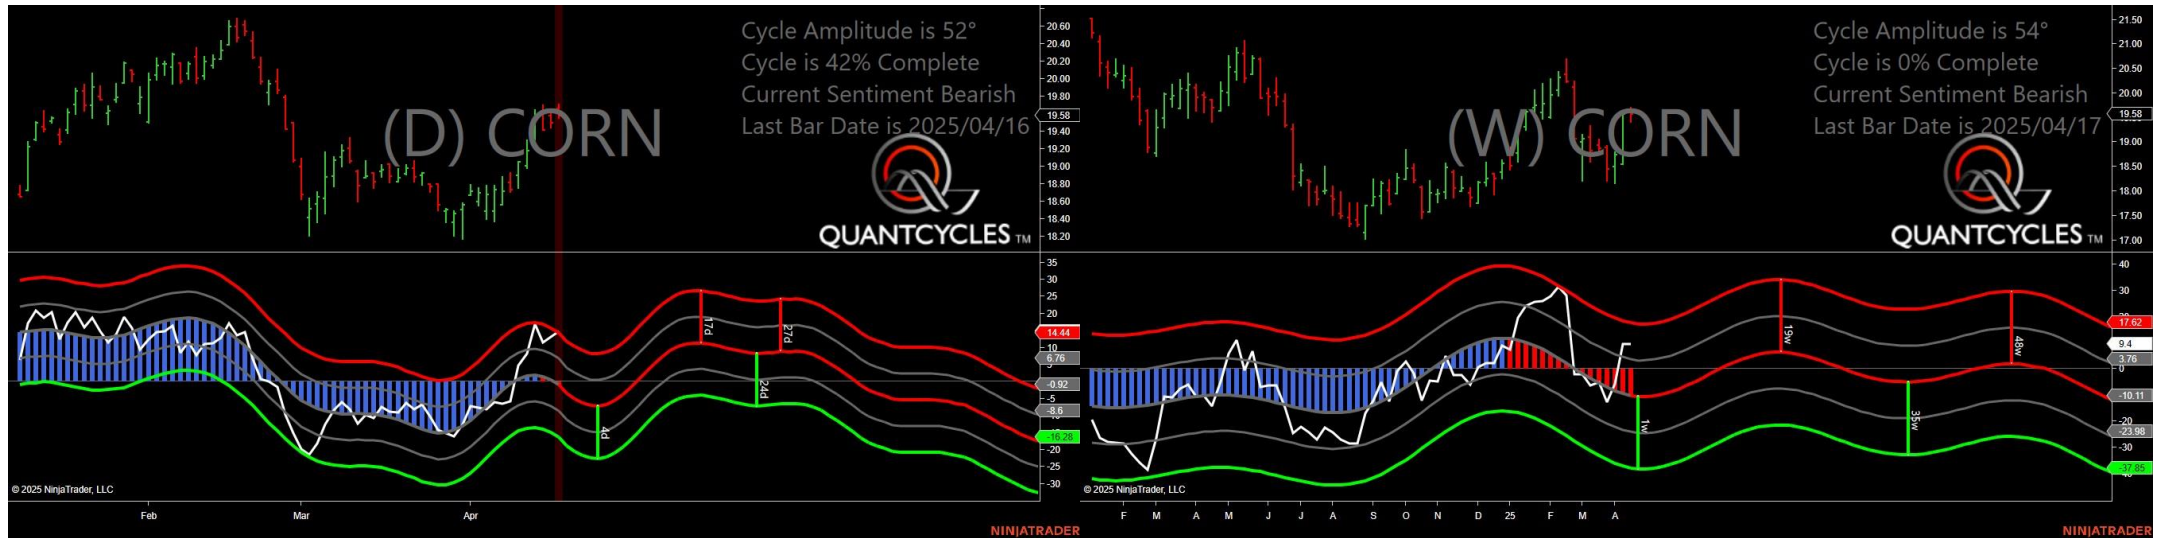 Cycle Amplitude is 52°
Cycle is 42% Complete
Current Sentiment Bearish
Last Bar Date is 2025/04/16
(D) CORN
QUANTCYCLES TM
20.60
20.40
20.20
20.00
19.80
19.58
19.40
19.20
19.00
18.80
18.60
18.40
18.20
35
30
25
20
14.44
10
6.76
5
-0.92
-5
-8.6
-16.28
-20
-25
-30
17d
27d
24d
4d
© 2025 NinjaTrader, LLC
Feb
Mar
Apr
NINJATRADER
Cycle Amplitude is 54°
Cycle is 0% Complete
Current Sentiment Bearish
Last Bar Date is 2025/04/17
(W) CORN
QUANTCYCLES TM
21.50
21.00
20.50
20.00
19.58
19.00
18.50
18.00
17.50
17.00
40
30
17.62
9.4
3.76
0
-10.11
-20
-23.98
-30
-37.85
19w
48w
1w
35w
© 2025 NinjaTrader, LLC
F M A M J J A S O N D 25 F M A
NINJATRADER